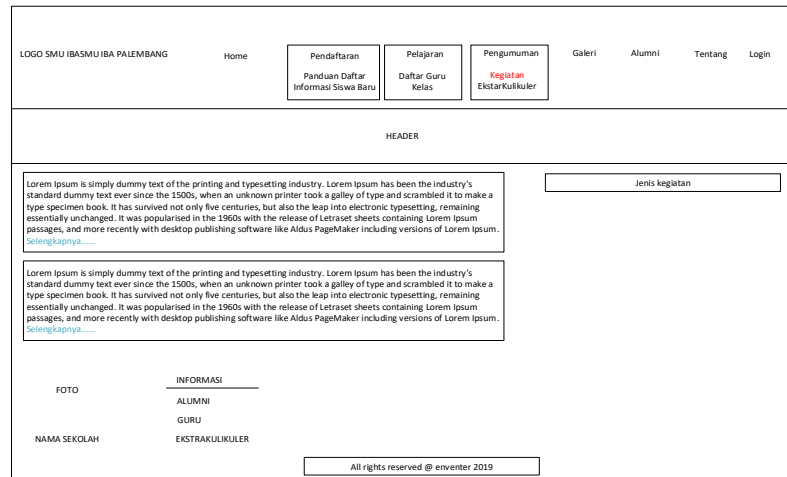 LOGO SMU IBASMU IBA PALEMBANG
Home
Pendaftaran
Panduan Daftar
Informasi Siswa Baru
Pelajaran
Daftar Guru
Kelas
Pengumuman
Kegiatan
EkstarKulikuler
Galeri
Alumni
Tentang
Login
HEADER
Lorem Ipsum is simply dummy text of the printing and typesetting industry. Lorem Ipsum has been the industry's
standard dummy text ever since the 1500s, when an unknown printer took a galley of type and scrambled it to make a
type specimen book. It has survived not only five centuries, but also the leap into electronic typesetting, remaining
essentially unchanged. It was popularised in the 1960s with the release of Letraset sheets containing Lorem Ipsum
passages, and more recently with desktop publishing software like Aldus PageMaker including versions of Lorem Ipsum.
Selengkapnya......
Jenis kegiatan
Lorem Ipsum is simply dummy text of the printing and typesetting industry. Lorem Ipsum has been the industry's
standard dummy text ever since the 1500s, when an unknown printer took a galley of type and scrambled it to make a
type specimen book. It has survived not only five centuries, but also the leap into electronic typesetting, remaining
essentially unchanged. It was popularised in the 1960s with the release of Letraset sheets containing Lorem Ipsum
passages, and more recently with desktop publishing software like Aldus PageMaker including versions of Lorem Ipsum.
Selengkapnya......
FOTO
NAMA SEKOLAH
INFORMASI
ALUMNI
GURU
EKSTRAKULIKULER
All rights reserved @ enventer 2019